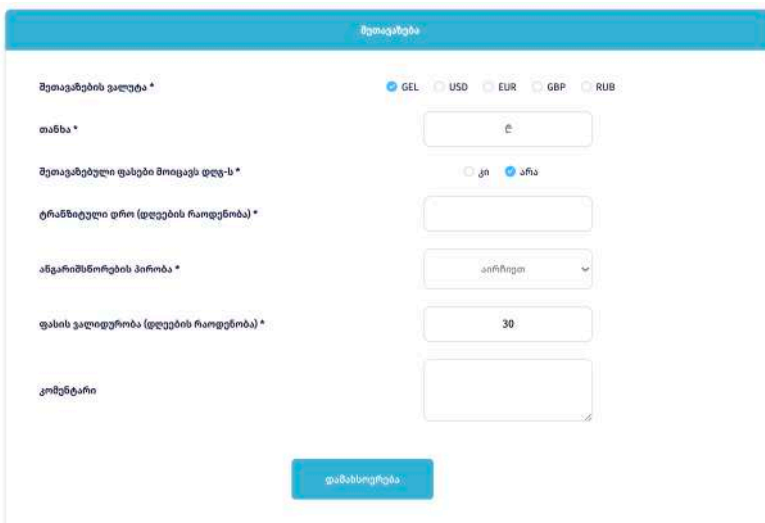 შეთავაზება
შეთავაზების ვალუტა *
GEL USD EUR GBP RUB
თანხა *
₾
შეთავაზებული ფასები მოიცავს დღგ-ს *
კი არა
ტრანზიტული დრო (დღეების რაოდენობა) *
ანგარიშსწორების პირობა *
აირჩიეთ
ფასის ვალიდურობა (დღეების რაოდენობა) *
30
კომენტარი
დამახსოვრება